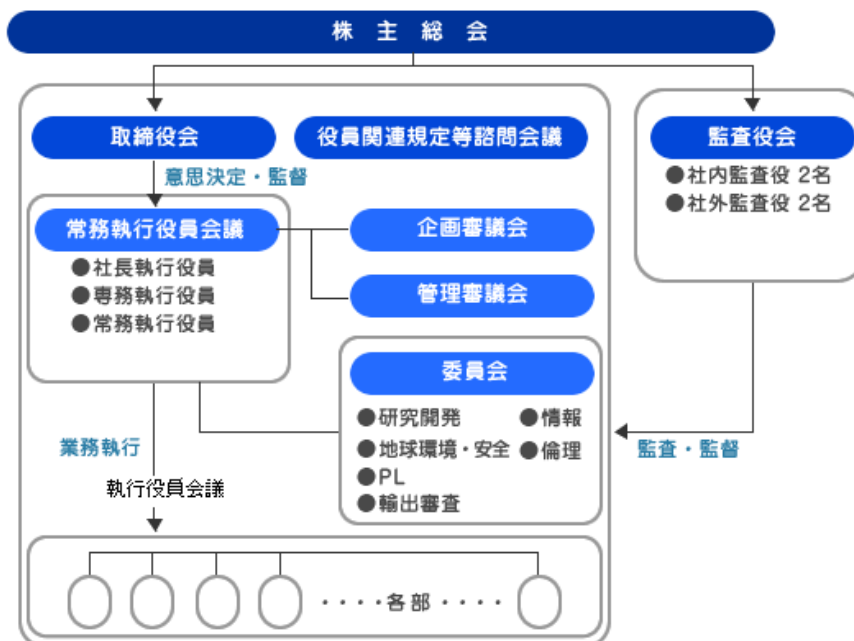 株主総会
取締役会
役員関連規定等諮問会議
監査役会
●社内監査役 2名
●社外監査役 2名
意思決定・監督
常務執行役員会議
●社長執行役員
●専務執行役員
●常務執行役員
企画審議会
管理審議会
委員会
●研究開発 ●情報
●地球環境・安全 ●倫理
●PL
●輸出審査
監査・監督
業務執行
執行役員会議
・・・・各部・・・・